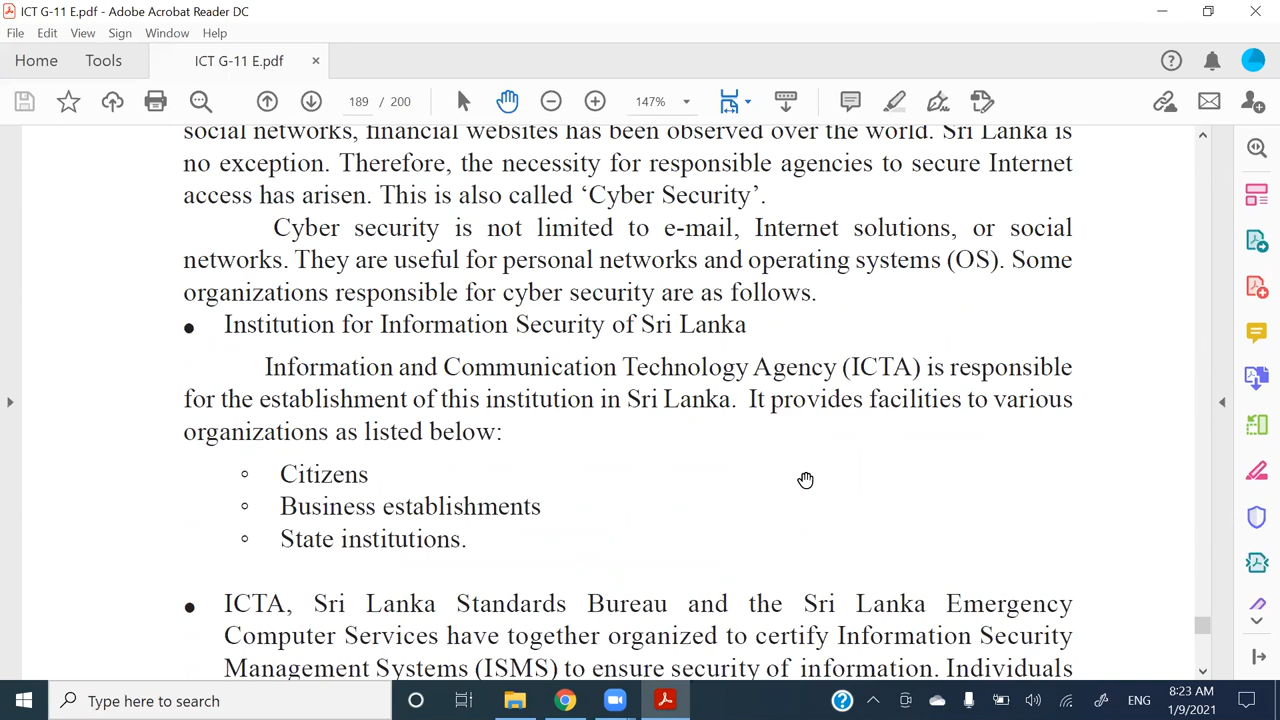 ICT G-11 E.pdf - Adobe Acrobat Reader DC
File Edit View Sign Window Help
Home Tools ICT G-11 E.pdf ×
189 / 200 147%
social networks, financial websites has been observed over the world. Sri Lanka is
no exception. Therefore, the necessity for responsible agencies to secure Internet
access has arisen. This is also called ‘Cyber Security’.
Cyber security is not limited to e-mail, Internet solutions, or social
networks. They are useful for personal networks and operating systems (OS). Some
organizations responsible for cyber security are as follows.
• Institution for Information Security of Sri Lanka
Information and Communication Technology Agency (ICTA) is responsible
for the establishment of this institution in Sri Lanka. It provides facilities to various
organizations as listed below:
◦ Citizens
◦ Business establishments
◦ State institutions.
• ICTA, Sri Lanka Standards Bureau and the Sri Lanka Emergency
Computer Services have together organized to certify Information Security
Management Systems (ISMS) to ensure security of information. Individuals
Type here to search
ENG
8:23 AM
1/9/2021